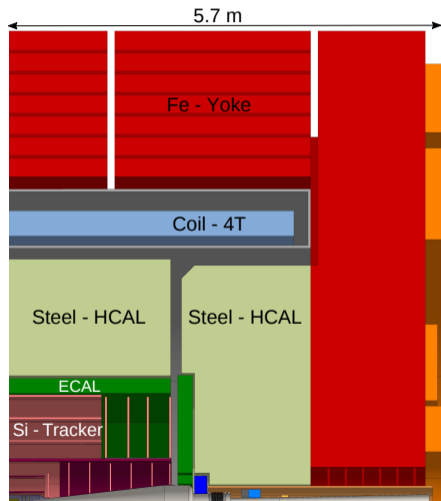 5.7 m
Fe - Yoke
Coil - 4T
Steel - HCAL
Steel - HCAL
ECAL
Si - Tracker